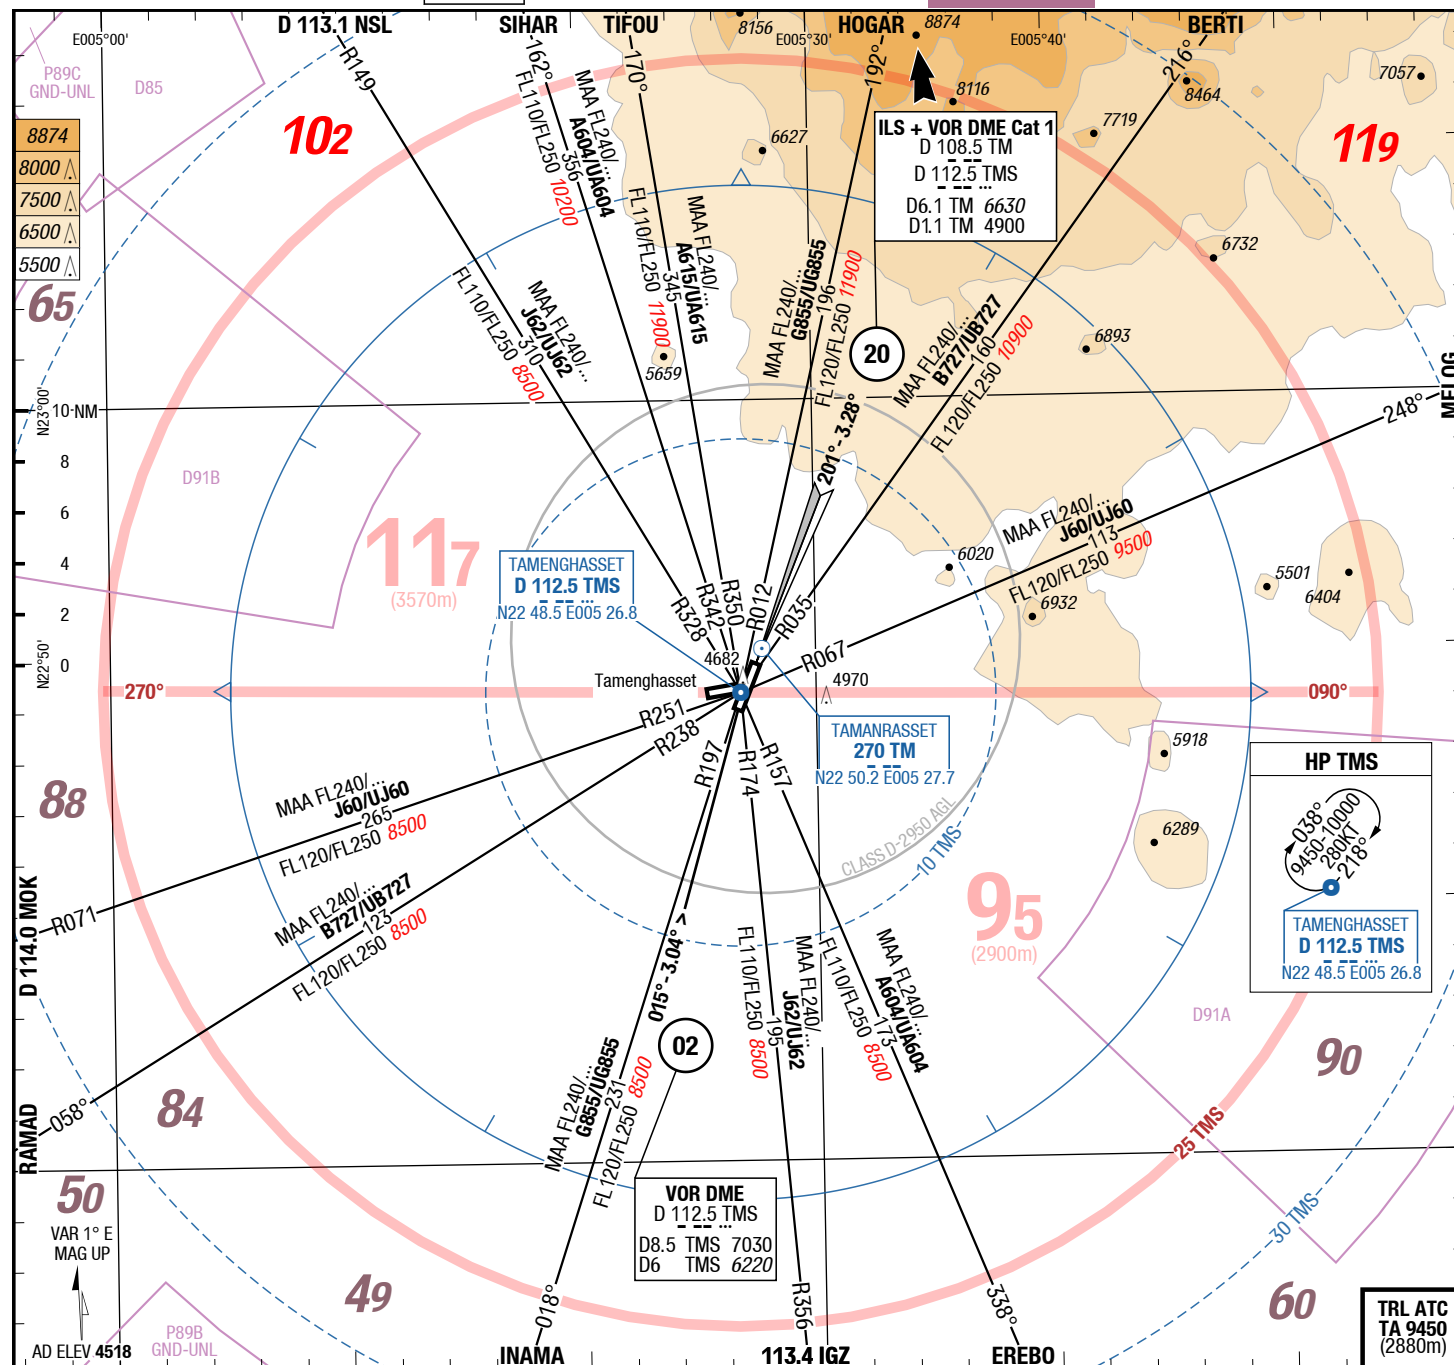 D 113.1 NSL
SIHAR
TIFOU
HOGAR
BERTI
E005°00'
E005°30'
E005°40'
8156
8874
8116
8464
7057
7719
6627
6732
6893
5659
P89C
GND-UNL
D85
8874
8000
7500
6500
5500
102
119
65
R149
162°
170°
192°
216°
ILS + VOR DME Cat 1
D 108.5 TM
D 112.5 TMS
D6.1 TM 6630
D1.1 TM 4900
20
MAA FL240/...
J62/UJ62
310
FL110/FL250 8500
MAA FL240/...
A604/UA604
356
FL110/FL250 10200
MAA FL240/...
A615/UA615
345
FL110/FL250 11900
MAA FL240/...
G855/UG855
196
FL120/FL250 11900
MAA FL240/...
B727/UB727
160
FL120/FL250 10900
201° - 3.28°
MELOG
248°
MAA FL240/...
J60/UJ60
113
FL120/FL250 9500
N23°00'
10 NM
8
6
4
2
0
N22°50'
D91B
117
(3570m)
TAMENGHASSET
D 112.5 TMS
N22 48.5 E005 26.8
R328
R342
R350
R012
R035
R067
6020
6932
5501
6404
4682
4970
Tamenghasset
270°
090°
TAMANRASSET
270 TM
N22 50.2 E005 27.7
R251
R238
R197
R174
R157
5918
6289
HP TMS
038°
9450-10000
280KT
218°
TAMENGHASSET
D 112.5 TMS
N22 48.5 E005 26.8
88
MAA FL240/...
J60/UJ60
265
FL120/FL250 8500
CLASS D-2950 AGL
10 TMS
95
(2900m)
D 114.0 MOK
R071
MAA FL240/...
B727/UB727
123
FL120/FL250 8500
015° - 3.04° >
02
MAA FL240/...
G855/UG855
231
FL120/FL250 8500
MAA FL240/...
J62/UJ62
195
FL110/FL250 8500
MAA FL240/...
A604/UA604
173
FL110/FL250 8500
D91A
90
84
RAMAD
058°
25 TMS
30 TMS
50
VAR 1° E
MAG UP
VOR DME
D 112.5 TMS
D8.5 TMS 7030
D6 TMS 6220
49
60
P89B
GND-UNL
AD ELEV 4518
018°
R356
338°
INAMA
113.4 IGZ
EREBO
TRL ATC
TA 9450
(2880m)